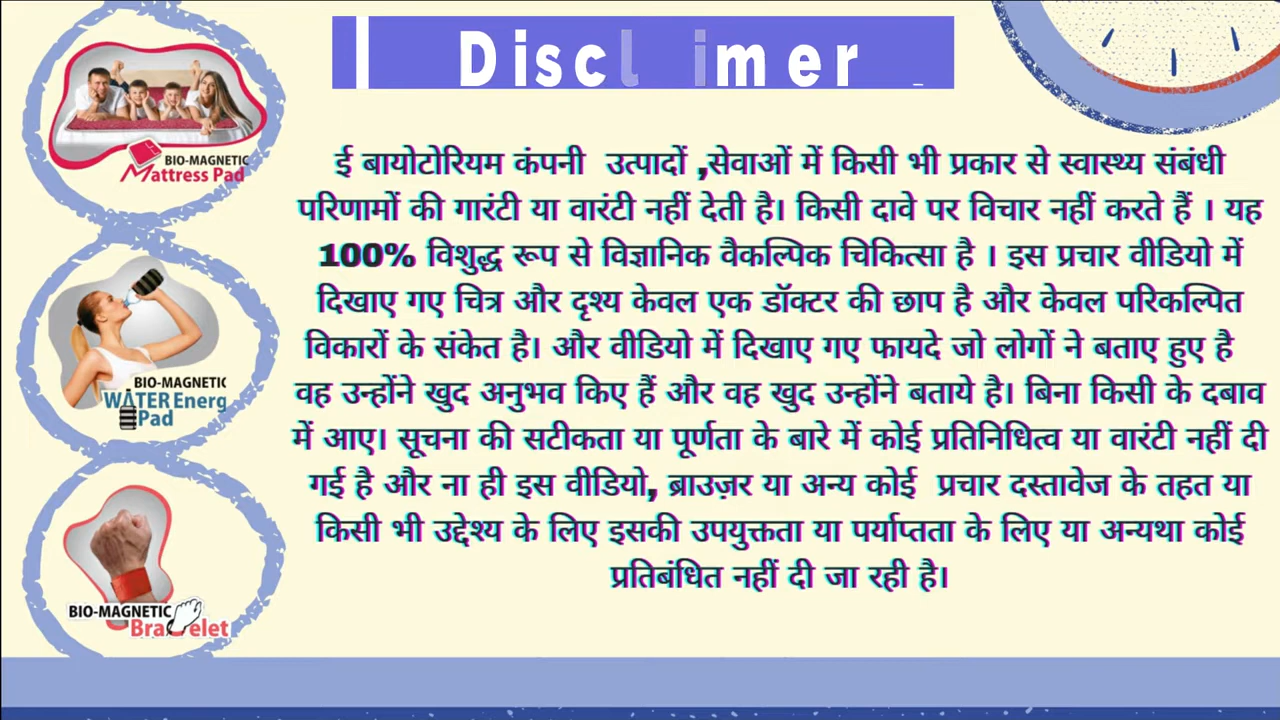 Discl imer _
BIO-MAGNETIC
Mattress Pad
BIO-MAGNETIC
WATER Energ
Pad
BIO-MAGNETIC
Bracelet
ई बायोटोरियम कंपनी उत्पादों ,सेवाओं में किसी भी प्रकार से स्वास्थ्य संबंधी
परिणामों की गारंटी या वारंटी नहीं देती है। किसी दावे पर विचार नहीं करते हैं । यह
100% विशुद्ध रूप से विज्ञानिक वैकल्पिक चिकित्सा है । इस प्रचार वीडियो में
दिखाए गए चित्र और दृश्य केवल एक डॉक्टर की छाप है और केवल परिकल्पित
विकारों के संकेत है। और वीडियो में दिखाए गए फायदे जो लोगों ने बताए हुए है
वह उन्होंने खुद अनुभव किए हैं और वह खुद उन्होंने बताये है। बिना किसी के दबाव
में आए। सूचना की सटीकता या पूर्णता के बारे में कोई प्रतिनिधित्व या वारंटी नहीं दी
गई है और ना ही इस वीडियो, ब्राउज़र या अन्य कोई प्रचार दस्तावेज के तहत या
किसी भी उद्देश्य के लिए इसकी उपयुक्तता या पर्याप्तता के लिए या अन्यथा कोई
प्रतिबंधित नहीं दी जा रही है।